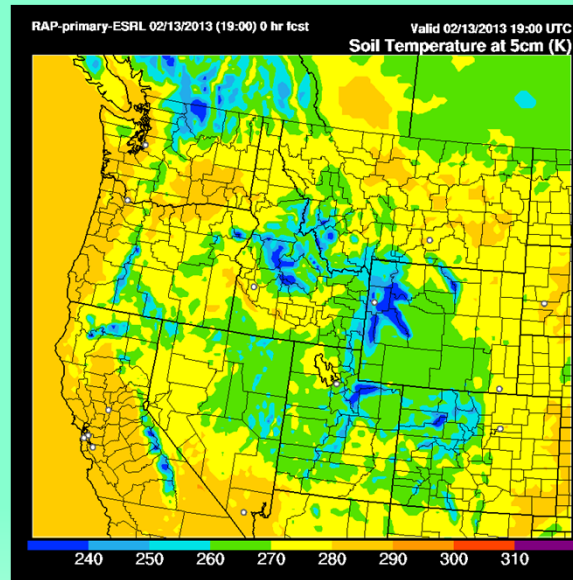 RAP-primary-ESRL 02/13/2013 (19:00) 0 hr fcst
Valid 02/13/2013 19:00 UTC
Soil Temperature at 5cm (K)
240 250 260 270 280 290 300 310